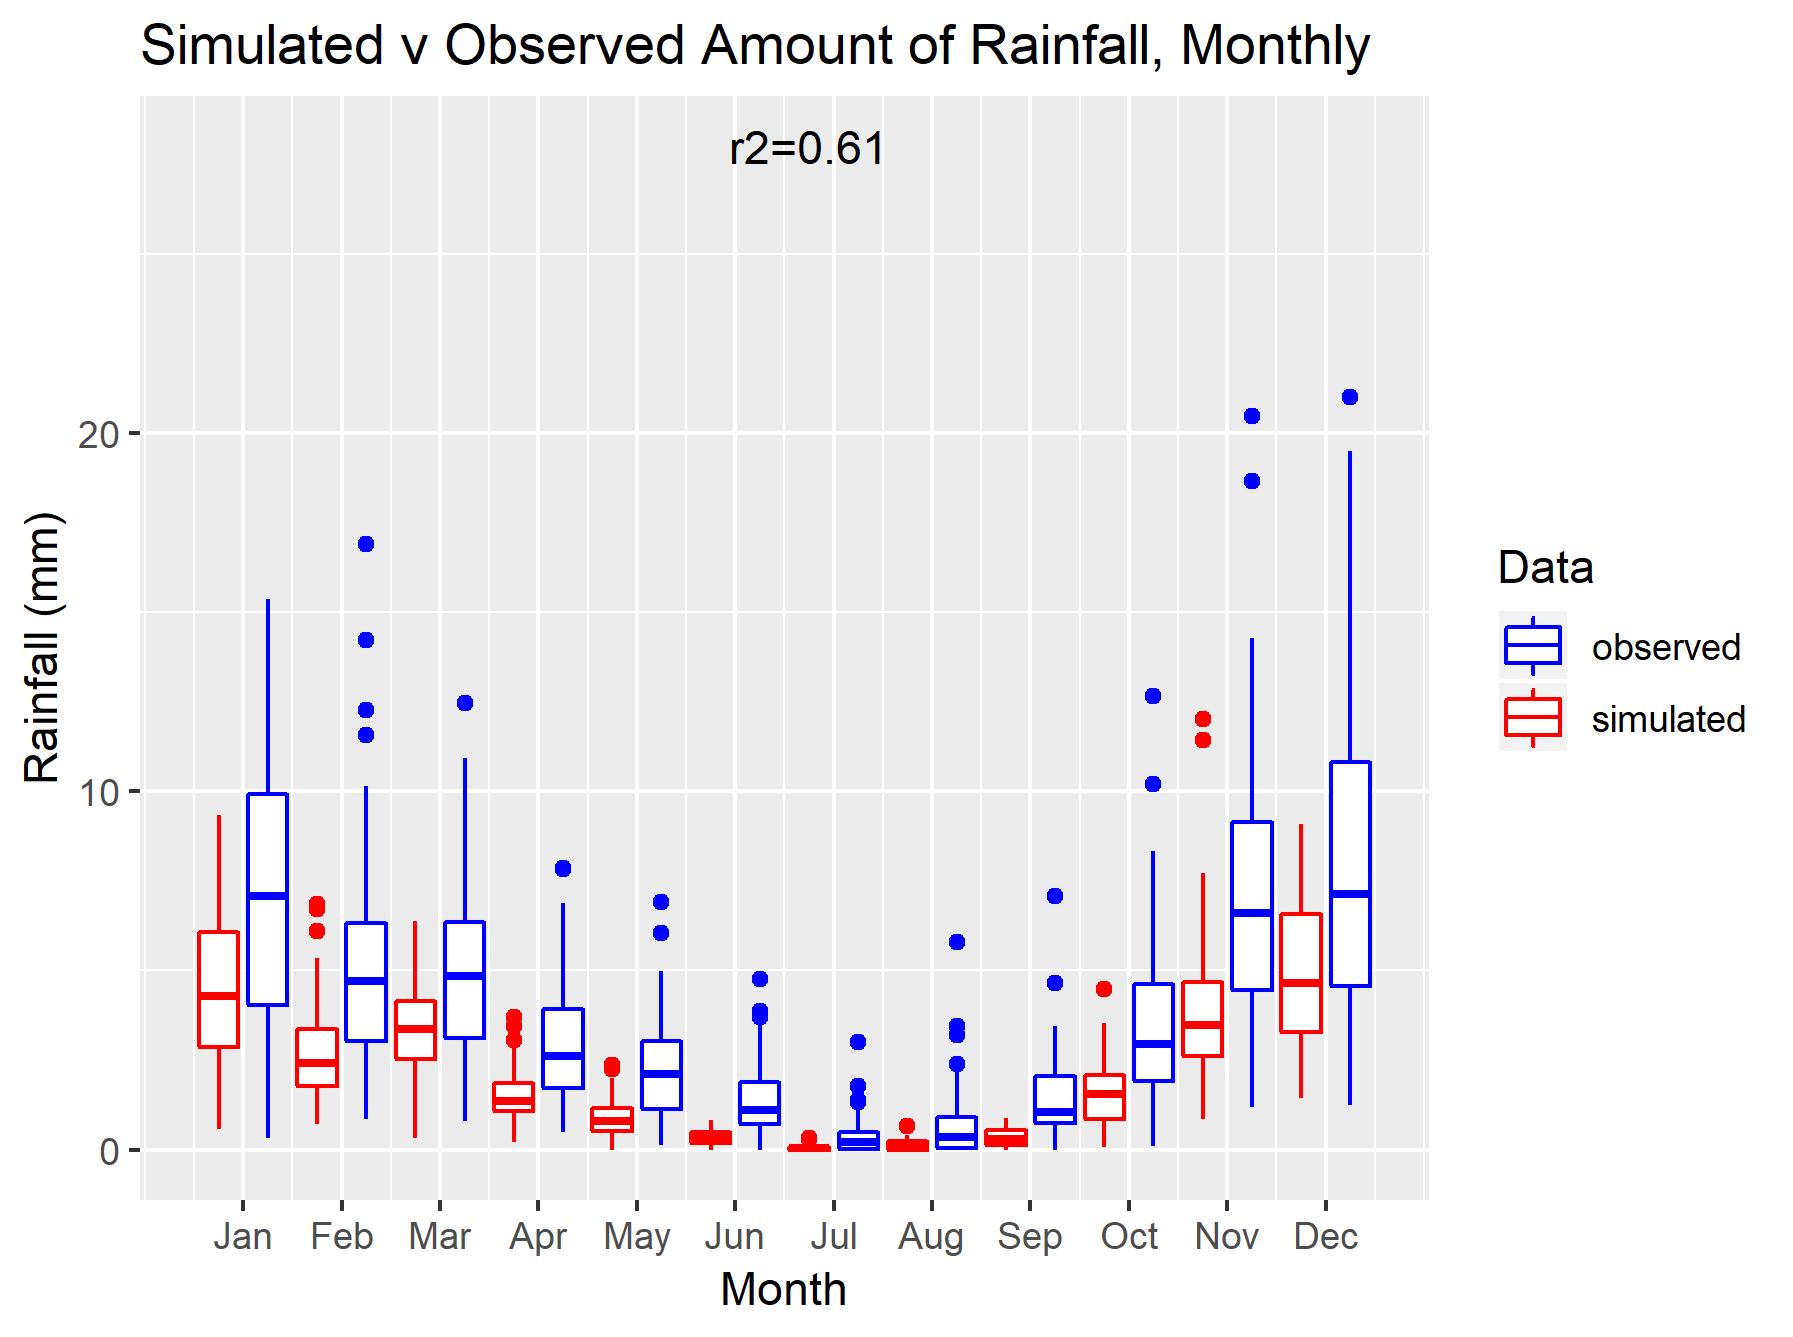 Simulated v Observed Amount of Rainfall, Monthly
r2=0.61
Rainfall (mm)
20
10
0
Jan Feb Mar Apr May Jun Jul Aug Sep Oct Nov Dec
Month
Data
observed
simulated